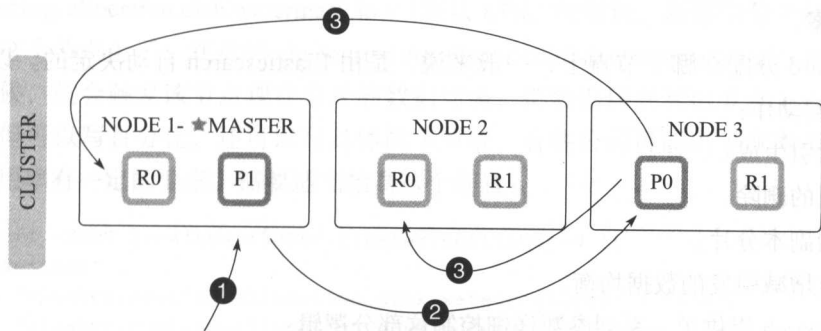 3
CLUSTER
NODE 1- ★MASTER
R0
P1
NODE 2
R0
R1
NODE 3
P0
R1
3
1
2